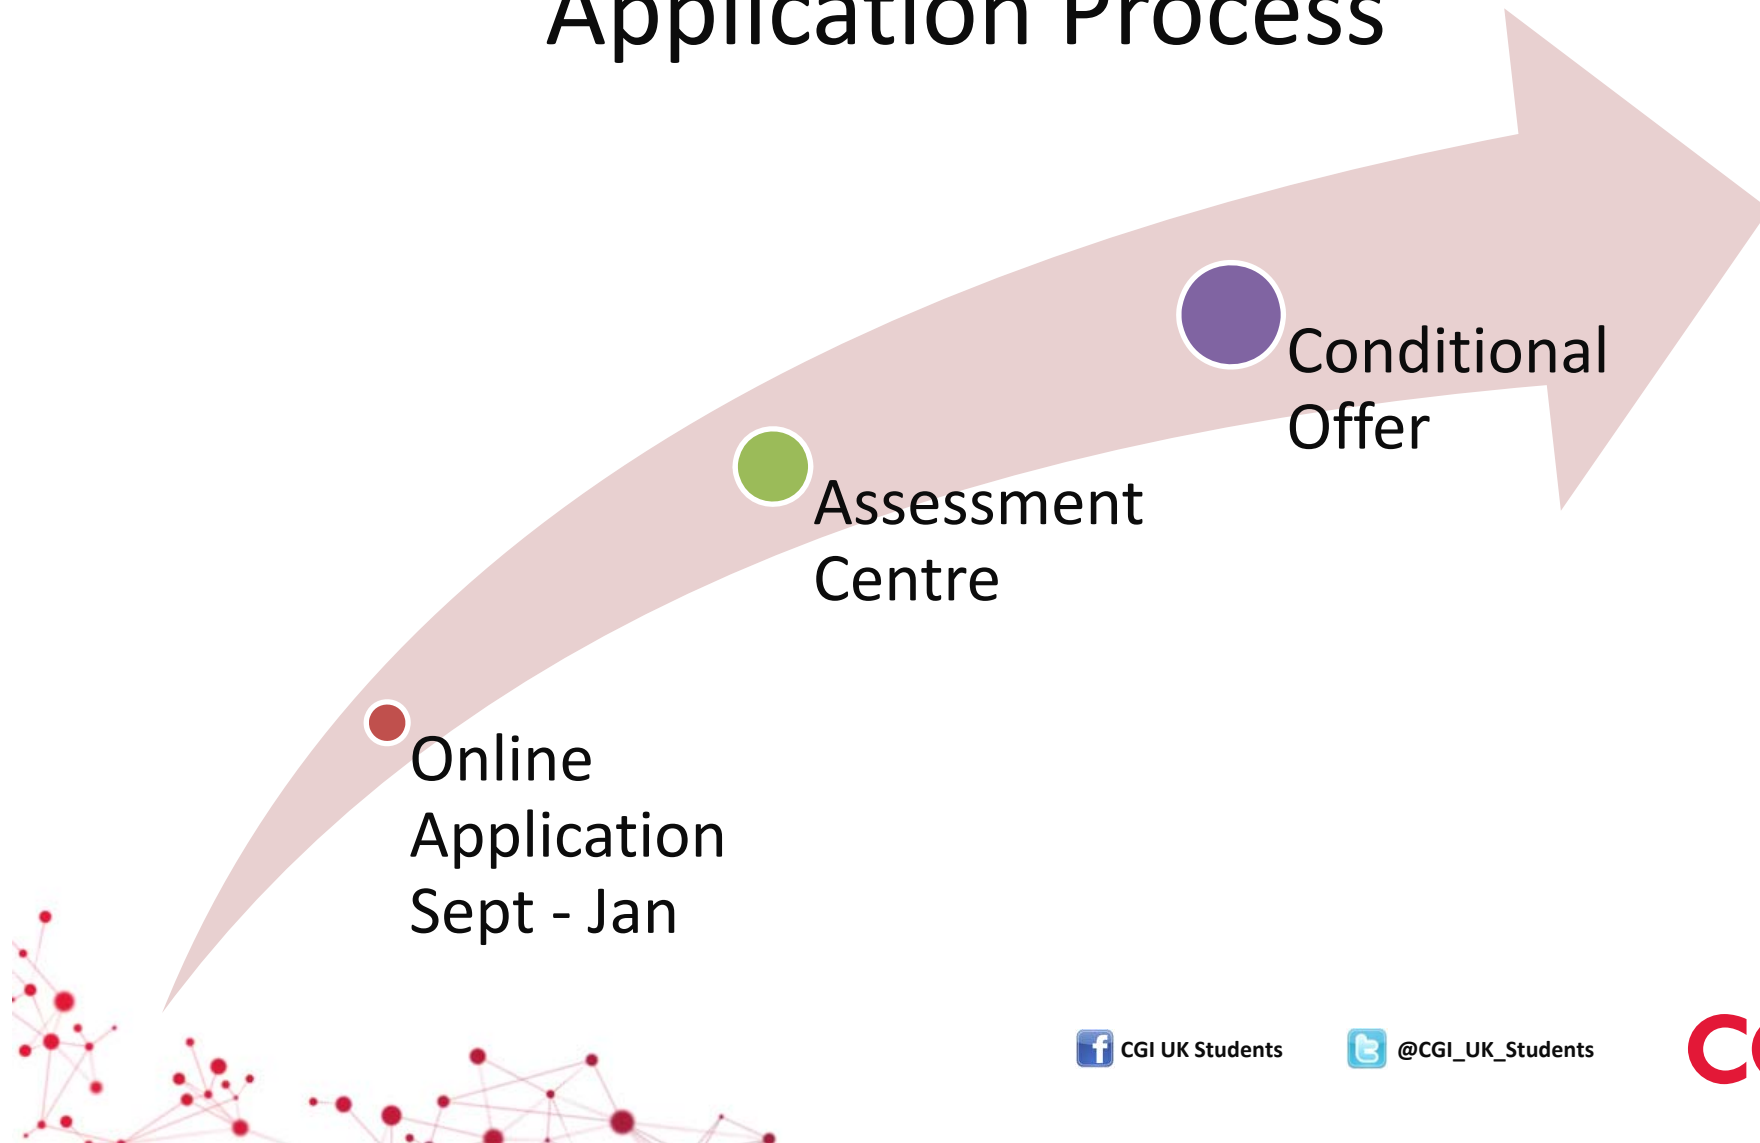 Application Process
Conditional
Offer
Assessment
Centre
Online
Application
Sept - Jan
CGI UK Students
@CGI_UK_Students